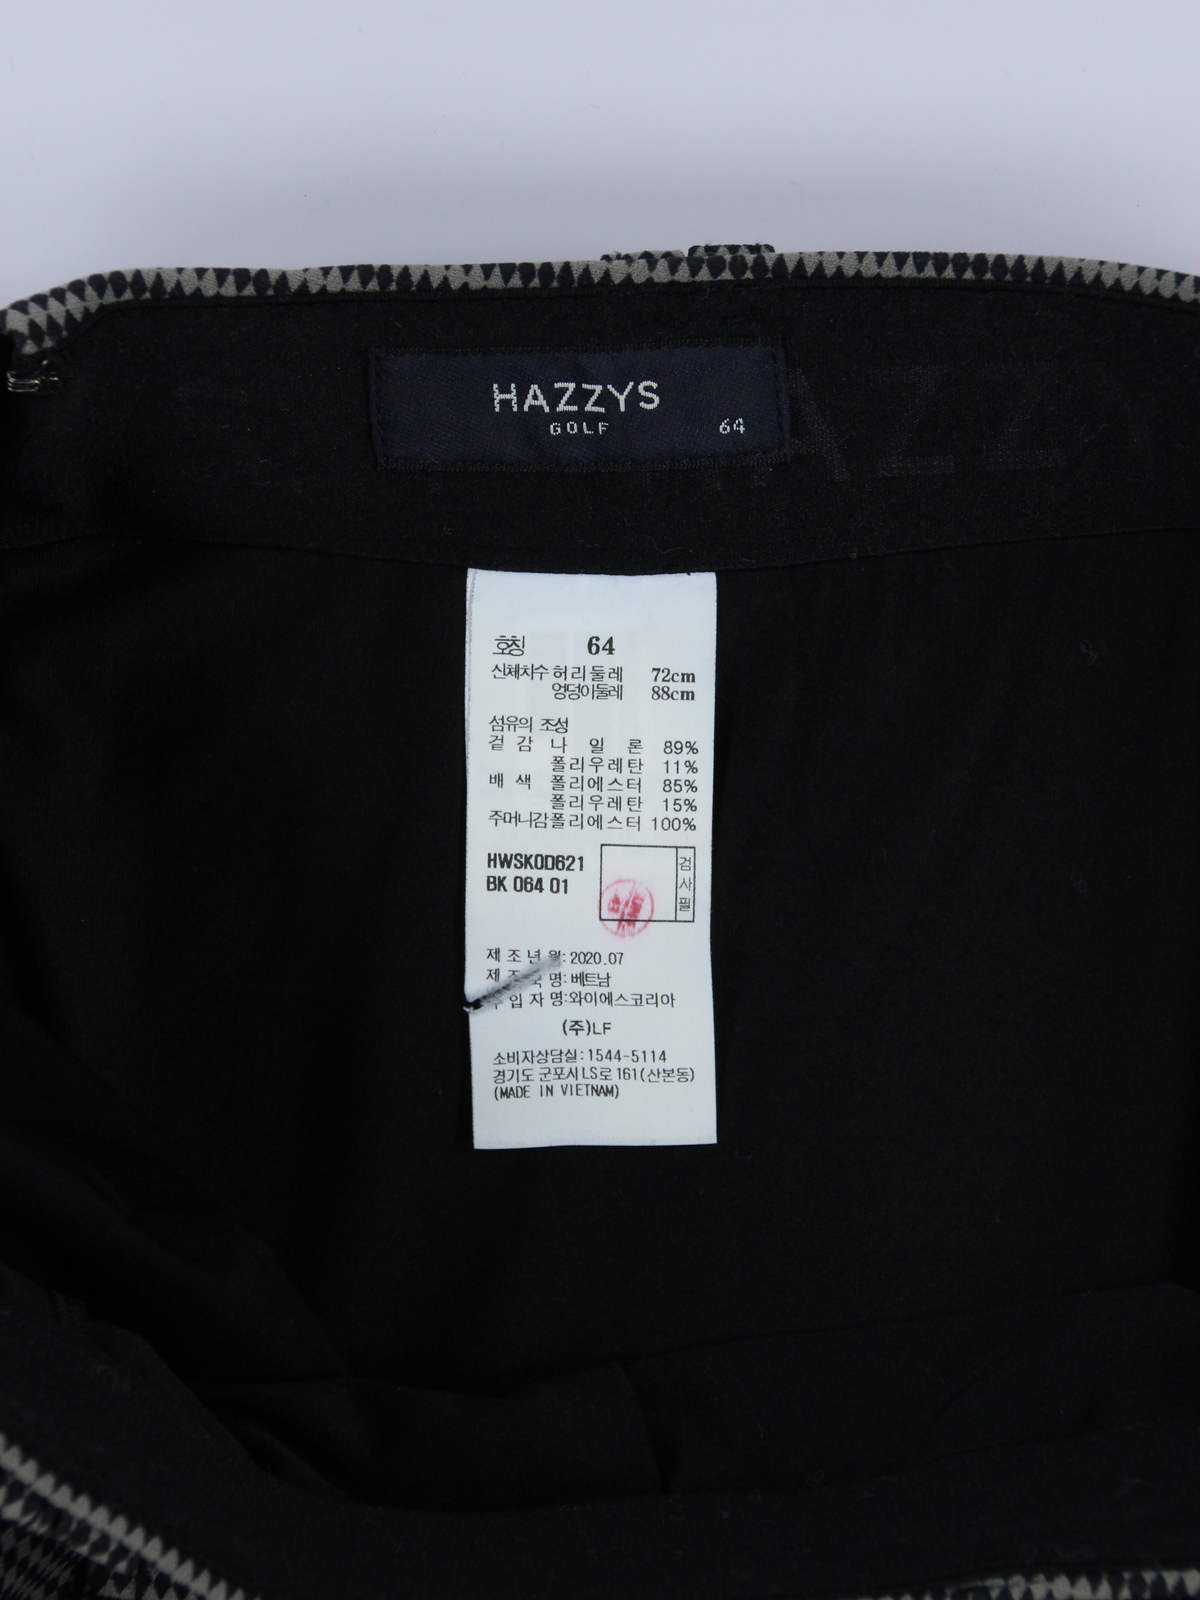 HAZZYS
GOLF
64
AZZ
호칭 64
신체치수 허리둘레 72cm
엉덩이둘레 88cm
섬유의 조성
겉감 나일론 89%
폴리우레탄 11%
배색 폴리에스터 85%
폴리우레탄 15%
주머니감 폴리에스터 100%
HWSK0D621
BK 064 01
검사필
제조년월: 2020.07
명: 베트남
입자명: 와이에스코리아
(주)LF
소비자상담실: 1544-5114
경기도 군포시 LS로 161(산본동)
(MADE IN VIETNAM)